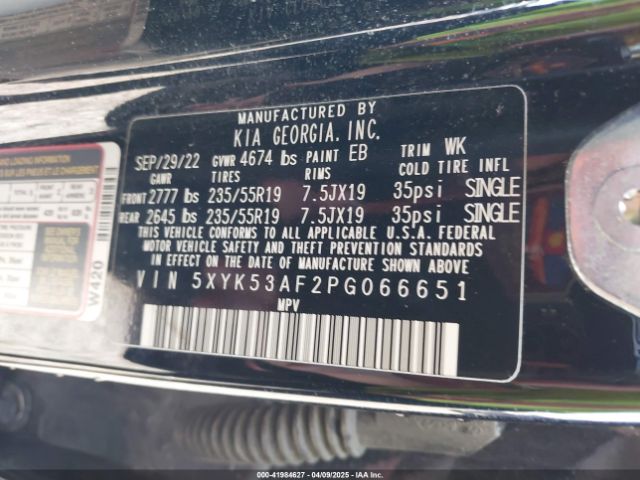 MANUFACTURED BY
KIA GEORGIA. INC.
SEP/29/22 GVWR 4674 lbs PAINT EB TRIM WK
GAWR TIRES RIMS COLD TIRE INFL
FRONT 2777 lbs 235/55R19 7.5JX19 35psi SINGLE
REAR 2645 lbs 235/55R19 7.5JX19 35psi SINGLE
THIS VEHICLE CONFORMS TO ALL APPLICABLE U.S.A. FEDERAL
MOTOR VEHICLE SAFETY AND THEFT PREVENTION STANDARDS
IN EFFECT ON THE DATE OF MANUFACTURE SHOWN ABOVE.
VIN 5XYK53AF2PG066651
MPV
W420
000-41984627 | 04/09/2025 | IAA Inc.